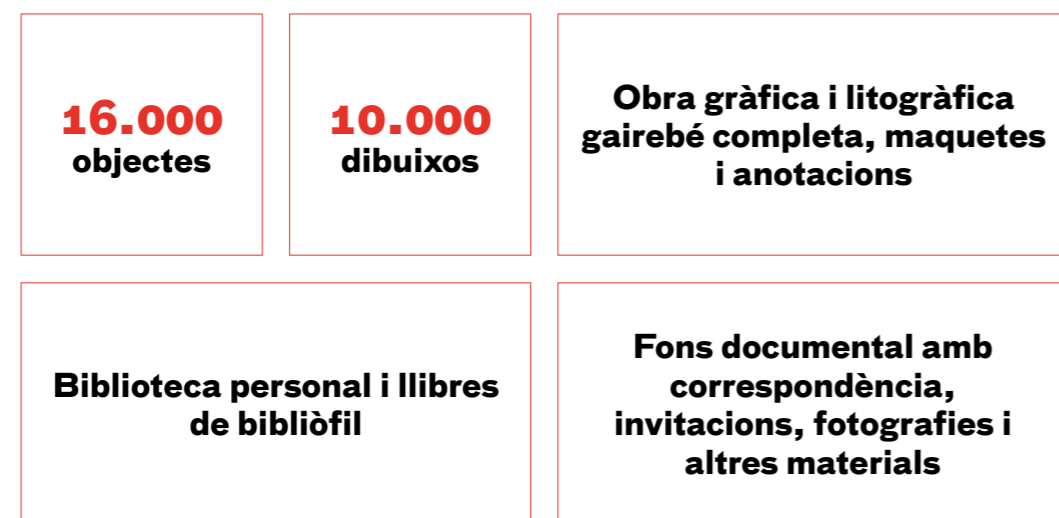 16.000
objectes
10.000
dibuixos
Obra gràfica i litogràfica
gairebé completa, maquetes
i anotacions
Biblioteca personal i llibres
de bibliòfil
Fons documental amb
correspondència,
invitacions, fotografies i
altres materials